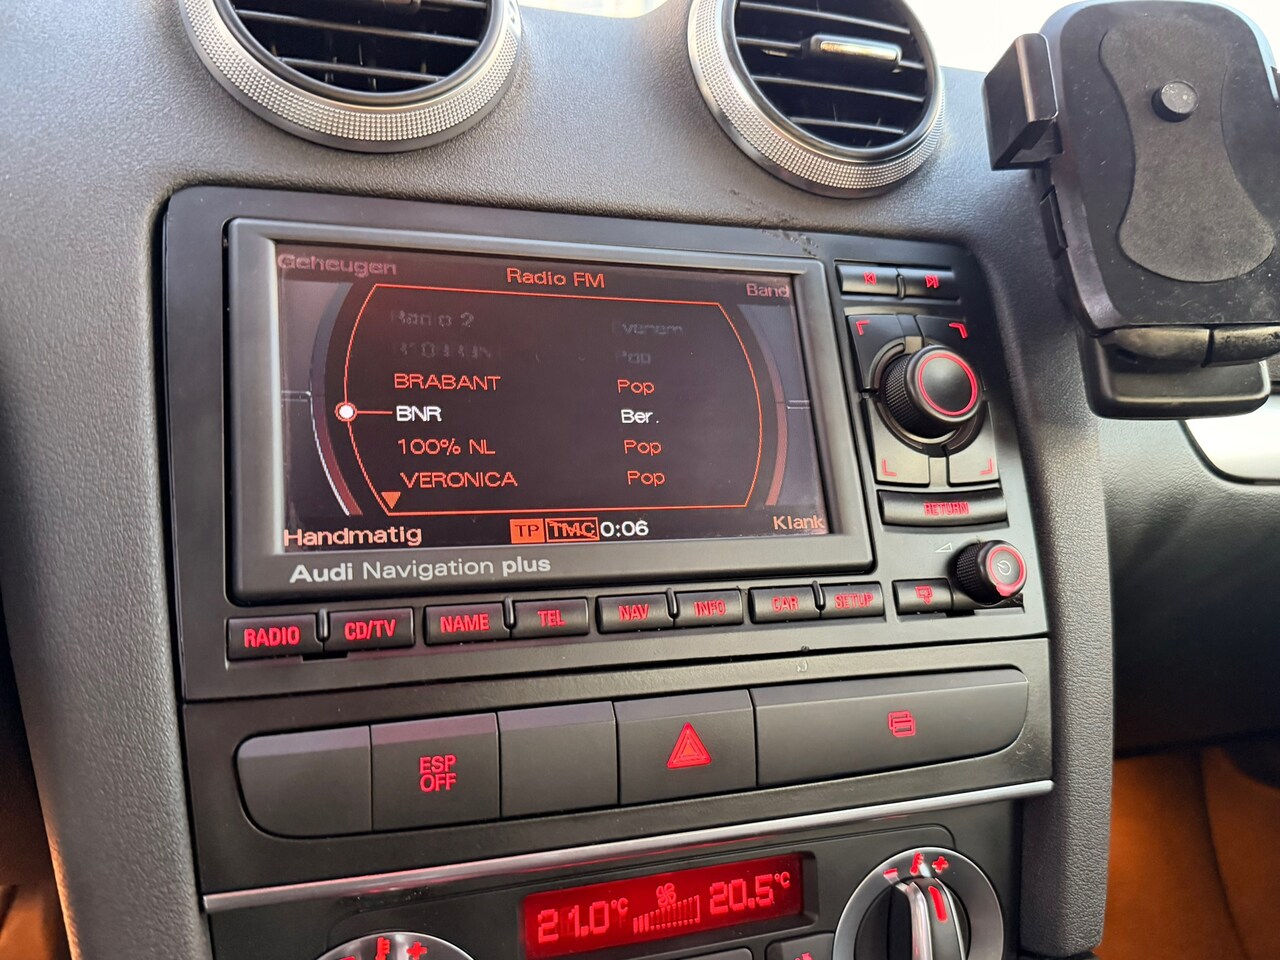 Geheugen
Radio FM
Band
Radio 2
BRABANT Pop
BNR Ber.
100% NL Pop
VERONICA Pop
Handmatig
TP TMC 0:06
Klank
RETURN
Audi Navigation plus
RADIO CD/TV NAME TEL NAV INFO CAR SETUP
ESP
OFF
21.0°C 20.5°C